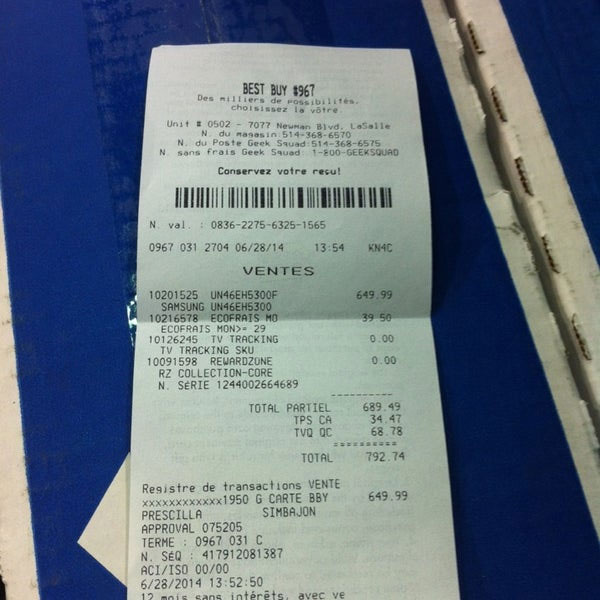 BEST BUY #967
Des milliers de possibilités,
choisissez la vôtre.
Unit # 0502 - 7077 Newman Blvd. LaSalle
N. du magasin:514-368-6570
N. du Poste Geek Squad:514-368-6575
N. sans frais Geek Squad: 1-800-GEEKSQUAD
Conservez votre reçu!
N. val. : 0836-2275-6325-1565
0967 031 2704 06/28/14 13:54 KN4C
VENTES
10201525 UN46EH5300F 649.99
SAMSUNG UN46EH5300
10216578 ECOFRAIS MO 39.50
ECOFRAIS MON>= 29
10126245 TV TRACKING 0.00
TV TRACKING SKU
10091598 REWARDZONE 0.00
RZ COLLECTION-CORE
N. SÉRIE 1244002664689
----------
TOTAL PARTIEL 689.49
TPS CA 34.47
TVQ QC 68.78
==========
TOTAL 792.74
Registre de transactions VENTE
xxxxxxxxxxxx1950 G CARTE BBY 649.99
PRESCILLA SIMBAJON
APPROVAL 075205
TERME : 0967 031 C
N. SÉQ : 417912081387
ACI/ISO 00/00
6/28/2014 13:52:50
12 mois sans intérêts, avec ve